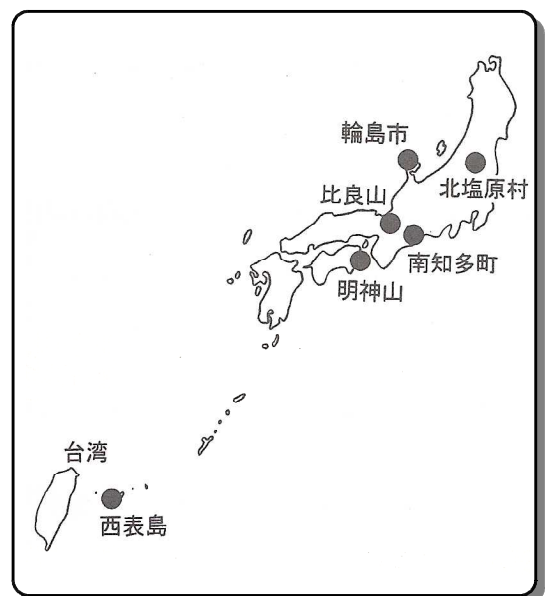 輪島市
北塩原村
比良山
南知多町
明神山
台湾
西表島